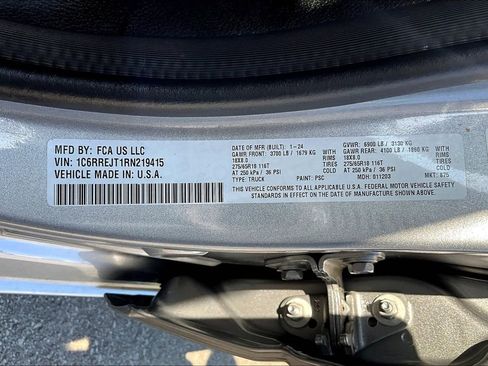 MFD BY: FCA US LLC
VIN: 1C6RREJT1RN219415
VEHICLE MADE IN: U.S.A.
DATE OF MFR (BUILT): 1-24 GVWR: 6900 LB / 3130 KG
GAWR FRONT: 3700 LB / 1679 KG WITH GAWR REAR: 4100 LB / 1860 KG WITH
18X8.0 RIMS 18X8.0 RIMS
275/65R18 116T TIRES 275/65R18 116T TIRES
AT 250 kPa / 36 PSI COLD AT 250 kPa / 36 PSI COLD
TYPE: TRUCK PAINT: PSC MDH: 011203 MKT: 875
THIS VEHICLE CONFORMS TO ALL APPLICABLE U.S.A. FEDERAL MOTOR VEHICLE SAFETY
STANDARDS IN EFFECT ON THE DATE OF MANUFACTURE SHOWN ABOVE.